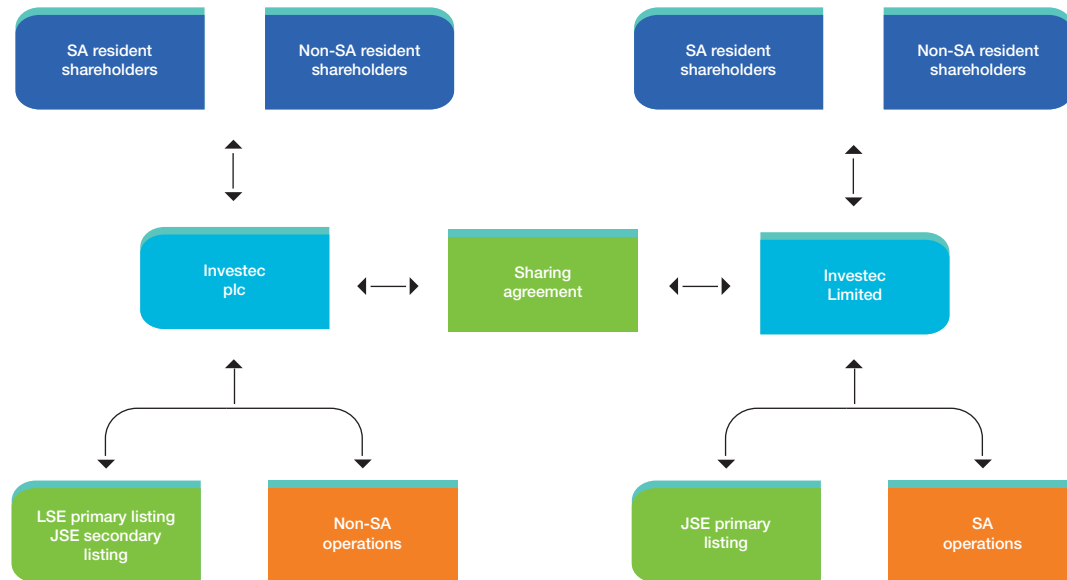 SA resident
shareholders
Non-SA resident
shareholders
SA resident
shareholders
Non-SA resident
shareholders
Investec
plc
Sharing
agreement
Investec
Limited
LSE primary listing
JSE secondary
listing
Non-SA
operations
JSE primary
listing
SA
operations